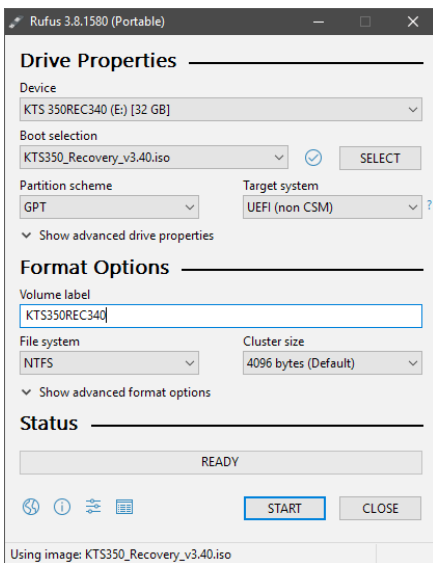 Rufus 3.8.1580 (Portable)
Drive Properties
Device
KTS 350REC340 (E:) [32 GB]
Boot selection
KTS350_Recovery_v3.40.iso SELECT
Partition scheme Target system
GPT UEFI (non CSM) ?
Show advanced drive properties
Format Options
Volume label
KTS350REC340
File system Cluster size
NTFS 4096 bytes (Default)
Show advanced format options
Status
READY
START CLOSE
Using image: KTS350_Recovery_v3.40.iso